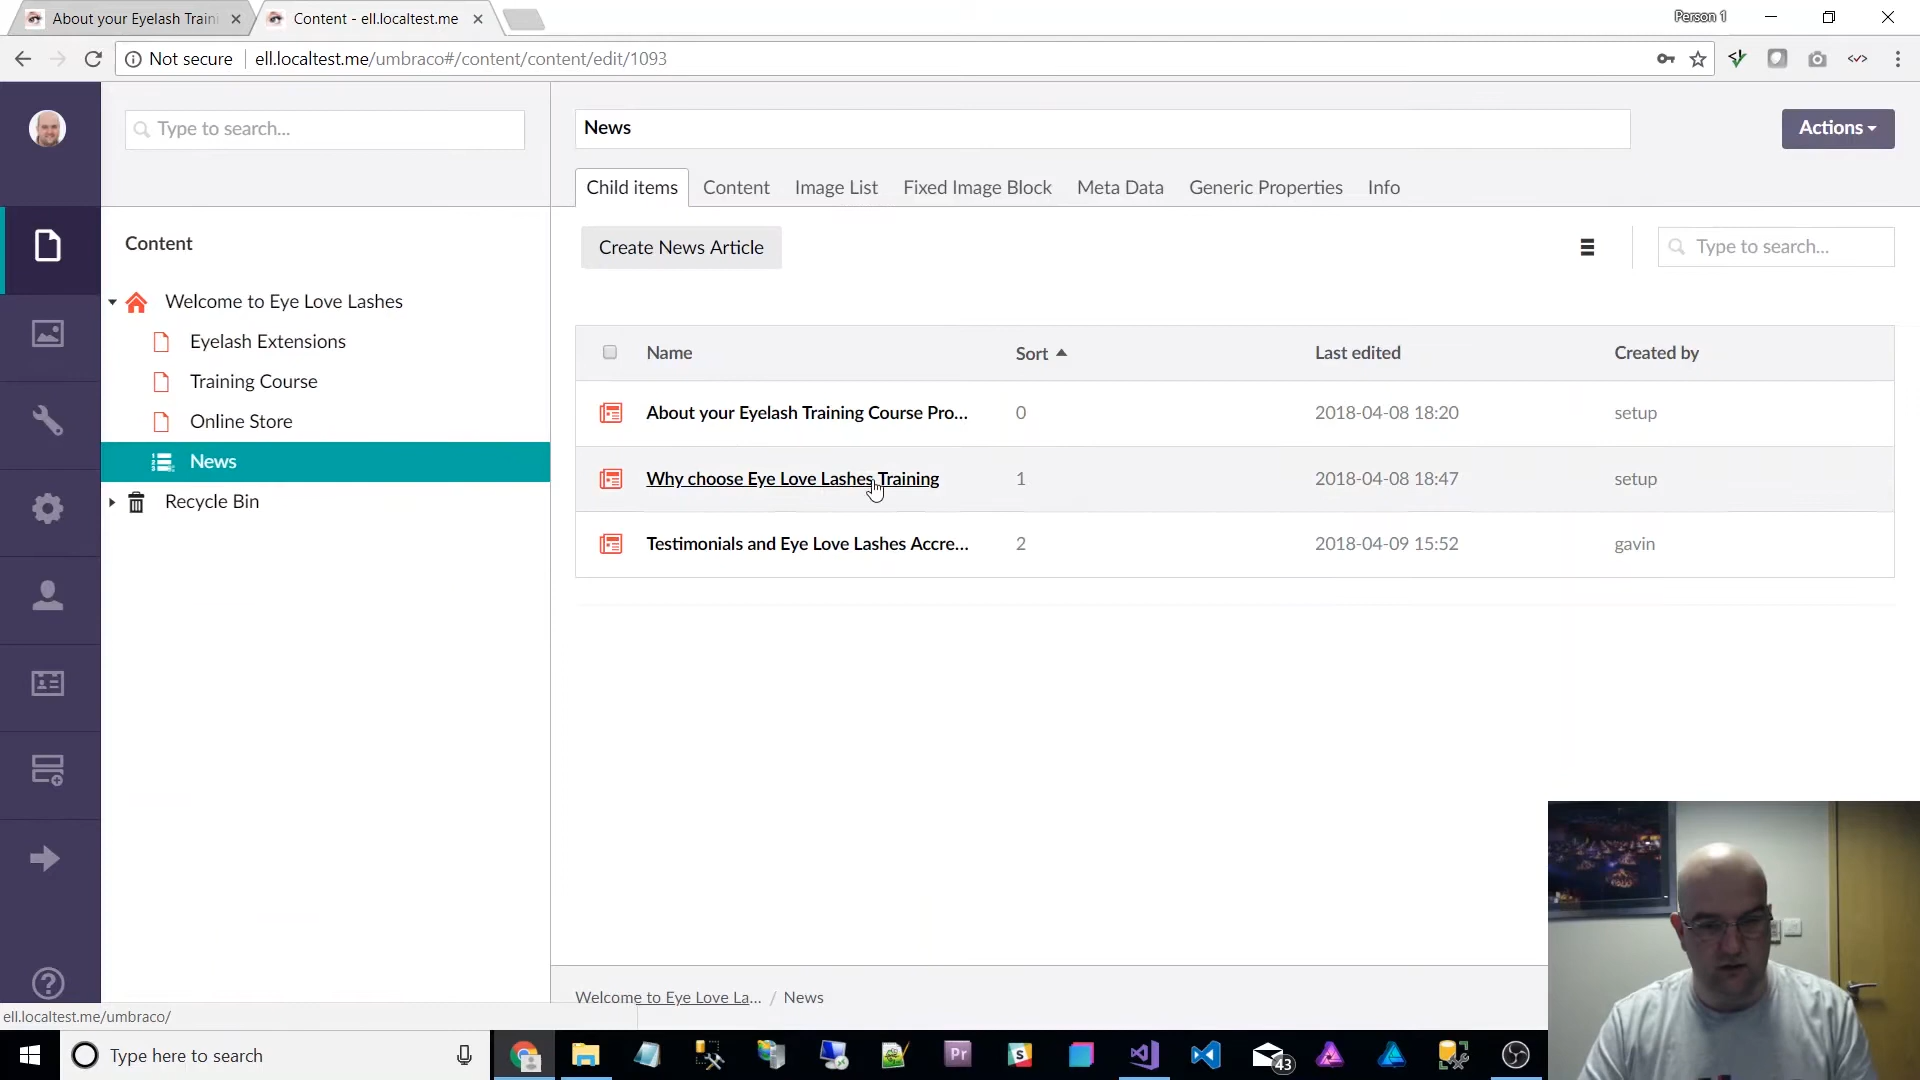 About your Eyelash Traini
Content - ell.localtest.me
Person 1
Not secure
ell.localtest.me/umbraco#/content/content/edit/1093
Type to search...
News
Actions
Child items
Content
Image List
Fixed Image Block
Meta Data
Generic Properties
Info
Content
Create News Article
Type to search...
Welcome to Eye Love Lashes
Eyelash Extensions
Training Course
Online Store
News
Recycle Bin
Name
Sort
Last edited
Created by
About your Eyelash Training Course Pro...
0
2018-04-08 18:20
setup
Why choose Eye Love Lashes Training
1
2018-04-08 18:47
setup
Testimonials and Eye Love Lashes Accre...
2
2018-04-09 15:52
gavin
Welcome to Eye Love La... / News
ell.localtest.me/umbraco/
Type here to search
Pr
S
43